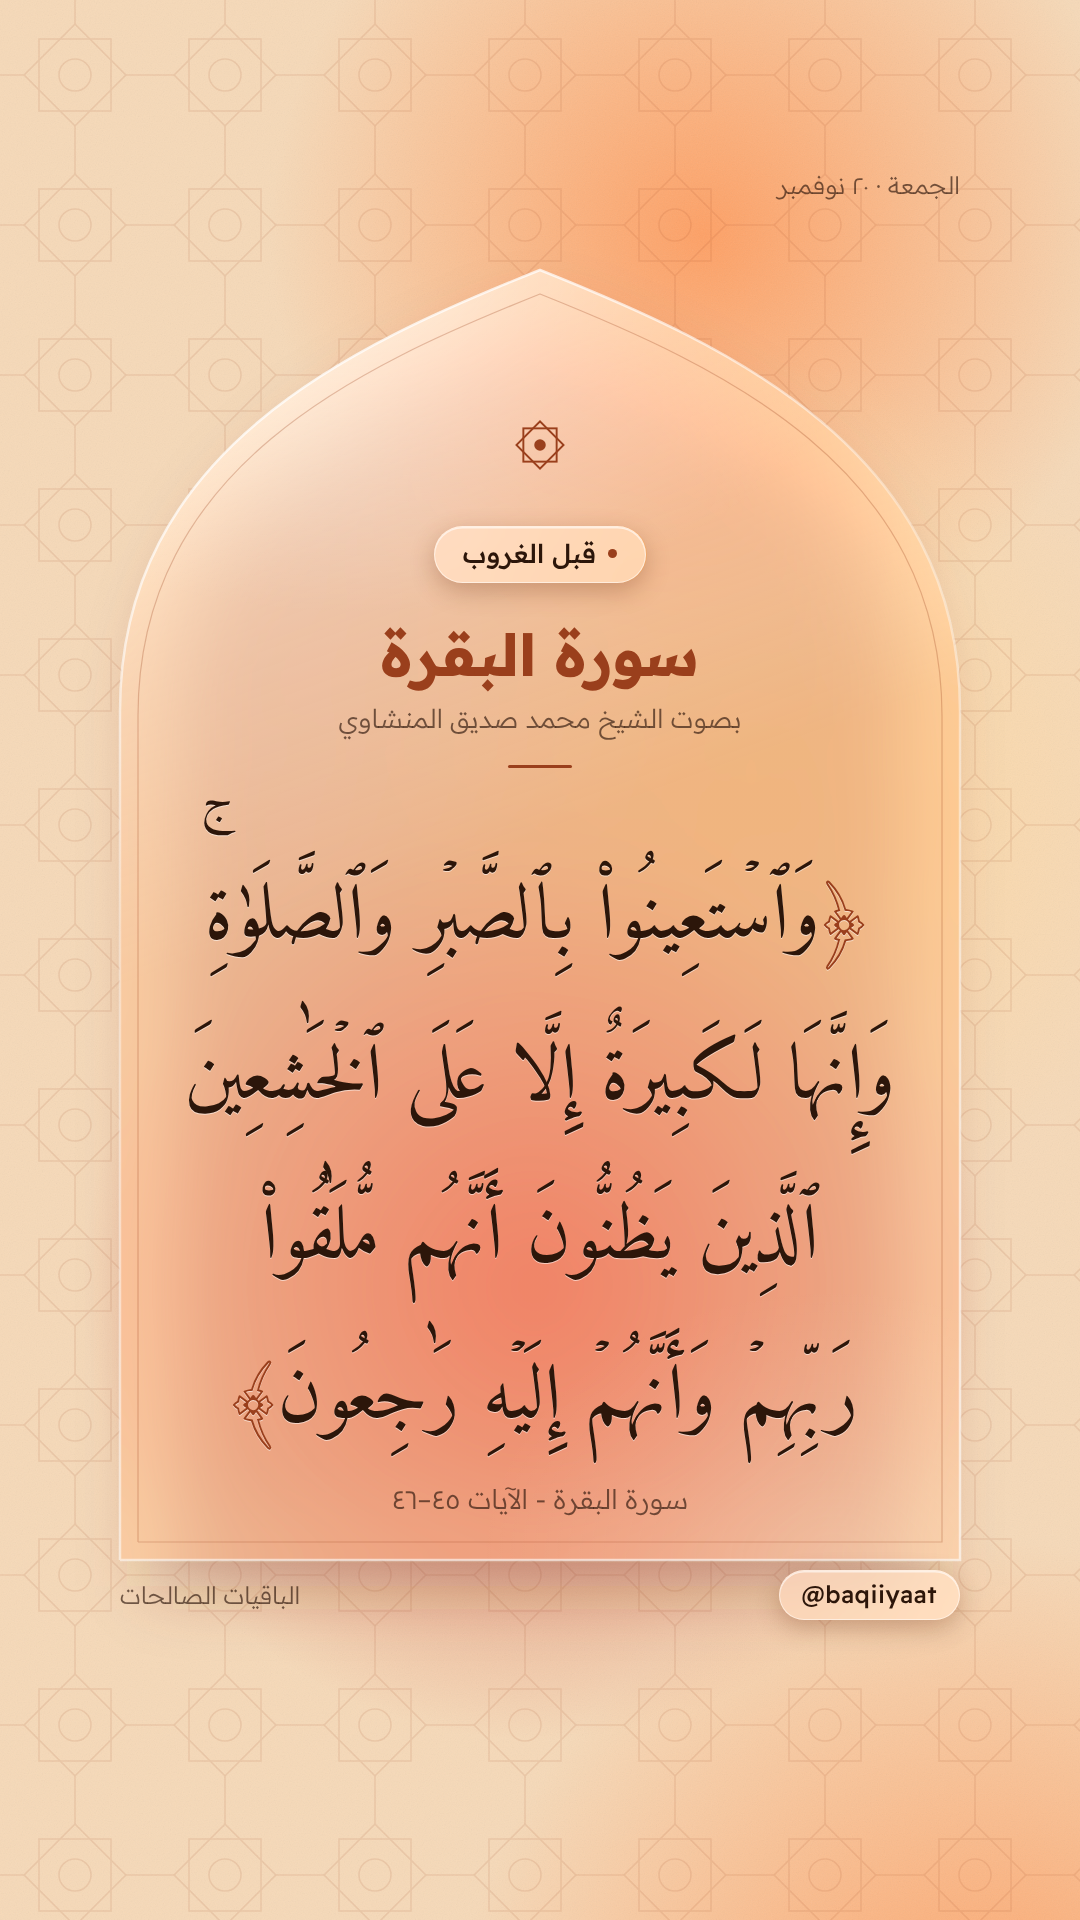 الجمعة ٢٠٠٠ نوفمبر
قبل الغروب
سورة البقرة
بصوت الشيخ محمد صديق المنشاوي
﴿وَٱسۡتَعِينُواْ بِٱلصَّبۡرِ وَٱلصَّلَوٰةِۚ
وَإِنَّهَا لَكَبِيرَةٌ إِلَّا عَلَى ٱلۡخَٰشِعِينَ
ٱلَّذِينَ يَظُنُّونَ أَنَّهُم مُّلَٰقُواْ
رَبِّهِمۡ وَأَنَّهُمۡ إِلَيۡهِ رَٰجِعُونَ﴾
سورة البقرة - الآيات ٤٥-٤٦
@baqiiyaat
الباقيات الصالحات